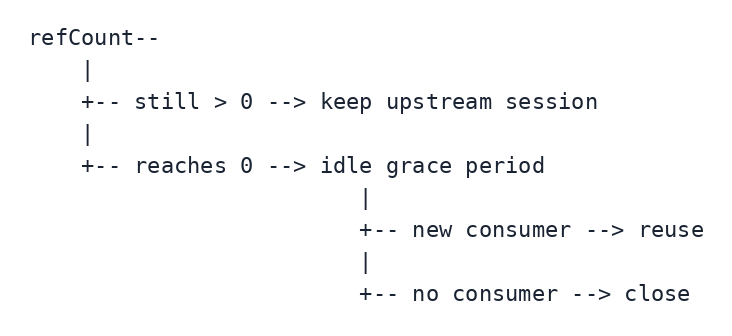 refCount--
    |
    +-- still > 0 --> keep upstream session
    |
    +-- reaches 0 --> idle grace period
                         |
                         +-- new consumer --> reuse
                         |
                         +-- no consumer --> close